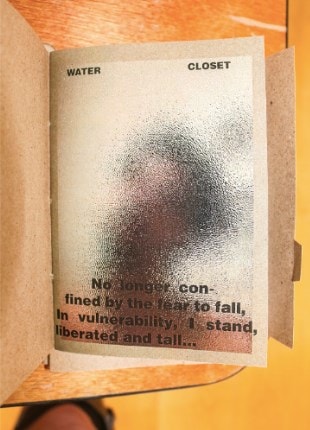 WATER CLOSET
No longer con-
fined by the fear to fall,
In vulnerability, I stand,
liberated and tall...